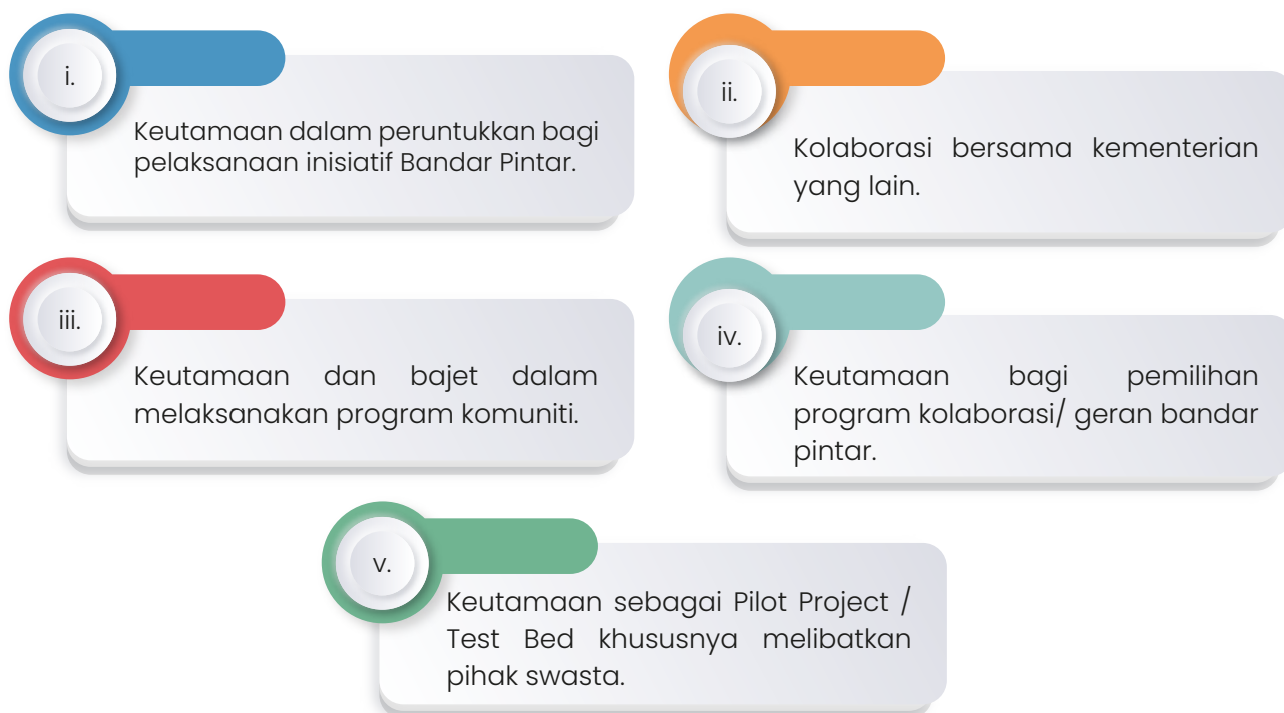 i.
Keutamaan dalam peruntukkan bagi
pelaksanaan inisiatif Bandar Pintar.
ii.
Kolaborasi bersama kementerian
yang lain.
iii.
Keutamaan dan bajet dalam
melaksanakan program komuniti.
iv.
Keutamaan bagi pemilihan
program kolaborasi/ geran bandar
pintar.
v.
Keutamaan sebagai Pilot Project /
Test Bed khususnya melibatkan
pihak swasta.